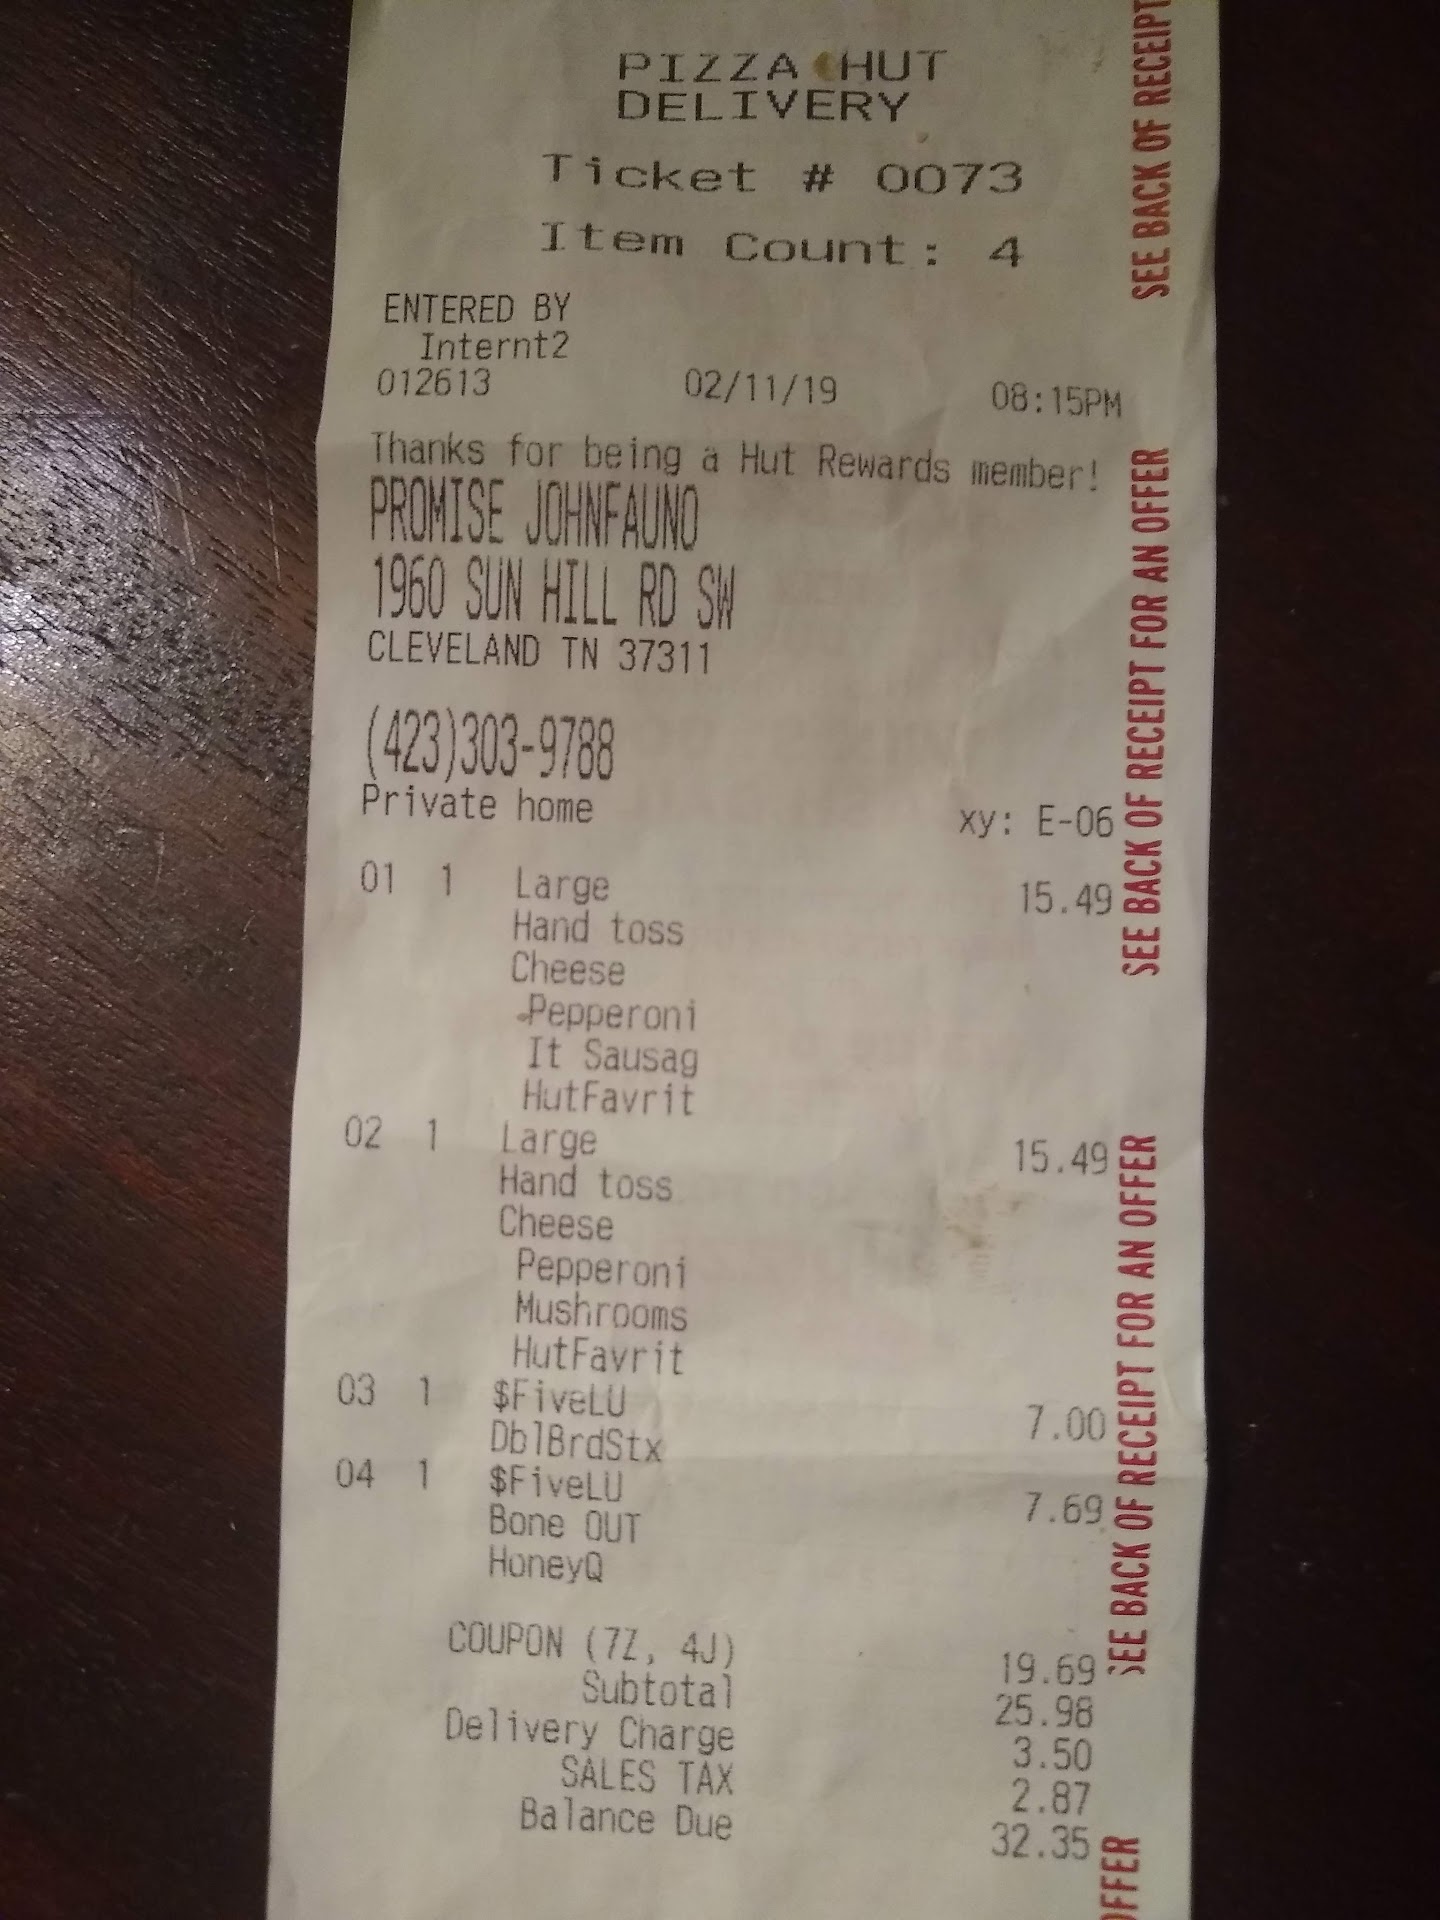 PIZZA HUT
DELIVERY
Ticket # 0073
Item Count: 4
ENTERED BY
Internt2
012613 02/11/19 08:15PM
Thanks for being a Hut Rewards member!
PROMISE JOHNFAUNO
1960 SUN HILL RD SW
CLEVELAND TN 37311
(423)303-9788
Private home xy: E-06
01 1 Large 15.49
Hand toss
Cheese
Pepperoni
It Sausag
HutFavrit
02 1 Large 15.49
Hand toss
Cheese
Pepperoni
Mushrooms
HutFavrit
03 1 $FiveLU 7.00
DblBrdStx
04 1 $FiveLU 7.69
Bone OUT
HoneyQ
COUPON (7Z, 4J) 19.69
Subtotal 25.98
Delivery Charge 3.50
SALES TAX 2.87
Balance Due 32.35
SEE BACK OF RECEIPT
SEE BACK OF RECEIPT FOR AN OFFER
SEE BACK OF RECEIPT FOR AN OFFER
OFFER